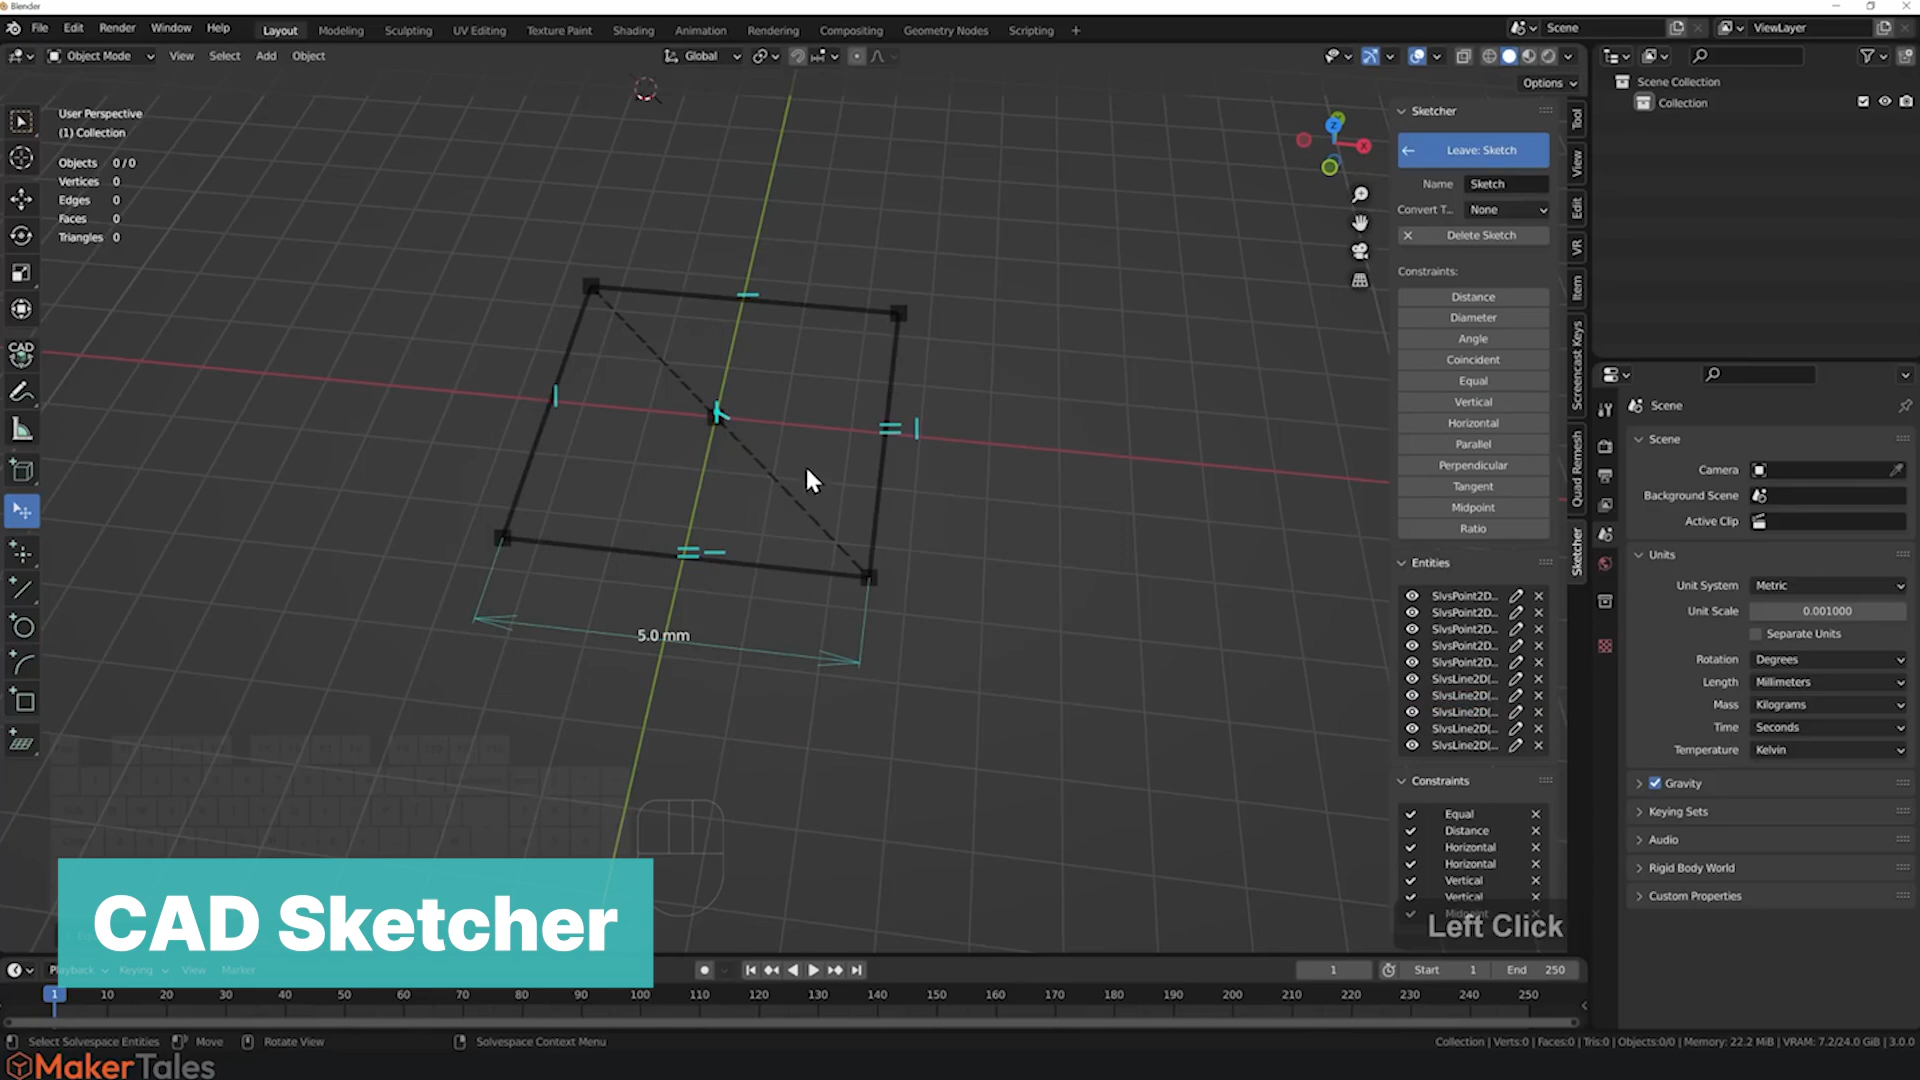 Blender
File Edit Render Window Help Layout Modeling Sculpting UV Editing Texture Paint Shading Animation Rendering Compositing Geometry Nodes Scripting + Scene ViewLayer
Object Mode View Select Add Object Global
Options
User Perspective
(1) Collection
Objects 0/0
Vertices 0
Edges 0
Faces 0
Triangles 0
CAD
5.0 mm
Z
X
Sketcher
Leave: Sketch
Name Sketch
Convert T... None
Delete Sketch
Constraints:
Distance
Diameter
Angle
Coincident
Equal
Vertical
Horizontal
Parallel
Perpendicular
Tangent
Midpoint
Ratio
Entities
SlvsPoint2D...
SlvsPoint2D...
SlvsPoint2D...
SlvsPoint2D...
SlvsPoint2D...
SlvsLine2D(...
SlvsLine2D(...
SlvsLine2D(...
SlvsLine2D(...
SlvsLine2D(...
Constraints
Equal
Distance
Horizontal
Horizontal
Vertical
Vertical
Midpoint
Left Click
Tool
View
Edit
VR
Item
Screencast Keys
Quad Remesh
Sketcher
Scene Collection
Collection
Scene
Scene
Camera
Background Scene
Active Clip
Units
Unit System Metric
Unit Scale 0.001000
Separate Units
Rotation Degrees
Length Millimeters
Mass Kilograms
Time Seconds
Temperature Kelvin
Gravity
Keying Sets
Audio
Rigid Body World
Custom Properties
CAD Sketcher
Playback Keying View Marker
1 Start 1 End 250
1 10 20 30 40 50 60 70 80 90 100 110 120 130 140 150 160 170 180 190 200 210 220 230 240 250
Select Solvespace Entities Move Rotate View Solvespace Context Menu
Collection | Verts:0 | Faces:0 | Tris:0 | Objects:0/0 | Memory: 22.2 MiB | VRAM: 7.2/24.0 GiB | 3.0.0
MakerTales